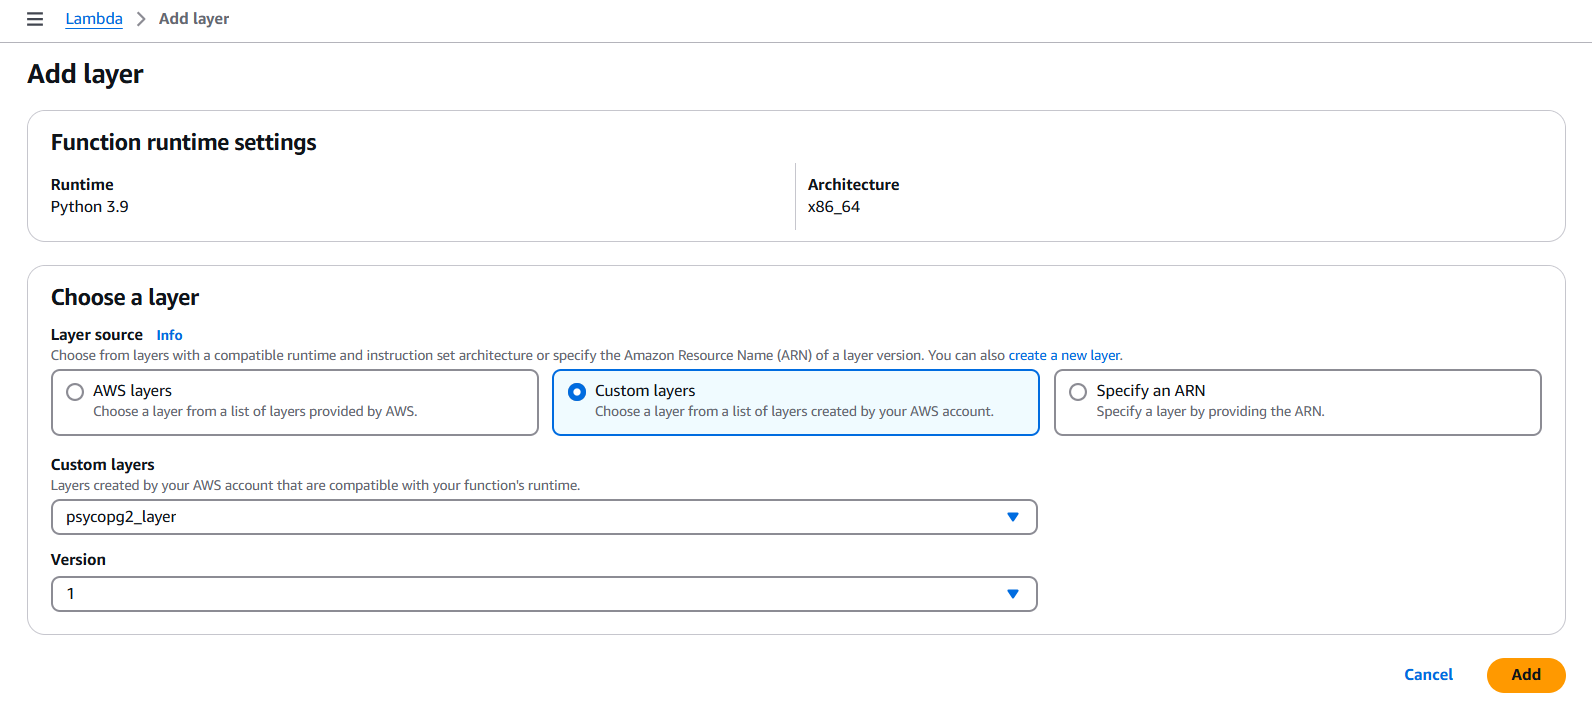 Lambda > Add layer
Add layer
Function runtime settings
Runtime
Python 3.9
Architecture
x86_64
Choose a layer
Layer source Info
Choose from layers with a compatible runtime and instruction set architecture or specify the Amazon Resource Name (ARN) of a layer version. You can also create a new layer.
AWS layers
Choose a layer from a list of layers provided by AWS.
Custom layers
Choose a layer from a list of layers created by your AWS account.
Specify an ARN
Specify a layer by providing the ARN.
Custom layers
Layers created by your AWS account that are compatible with your function's runtime.
psycopg2_layer
Version
1
Cancel
Add